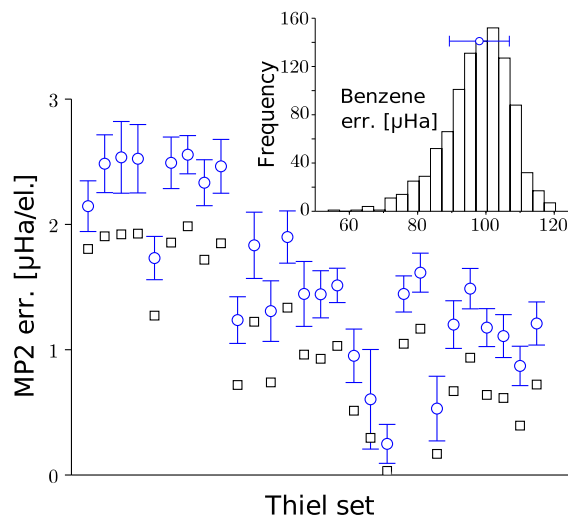 160
120
80
40
0
Frequency
Benzene
err. [µHa]
60
80
100
120
3
2
1
0
MP2 err. [µHa/el.]
Thiel set